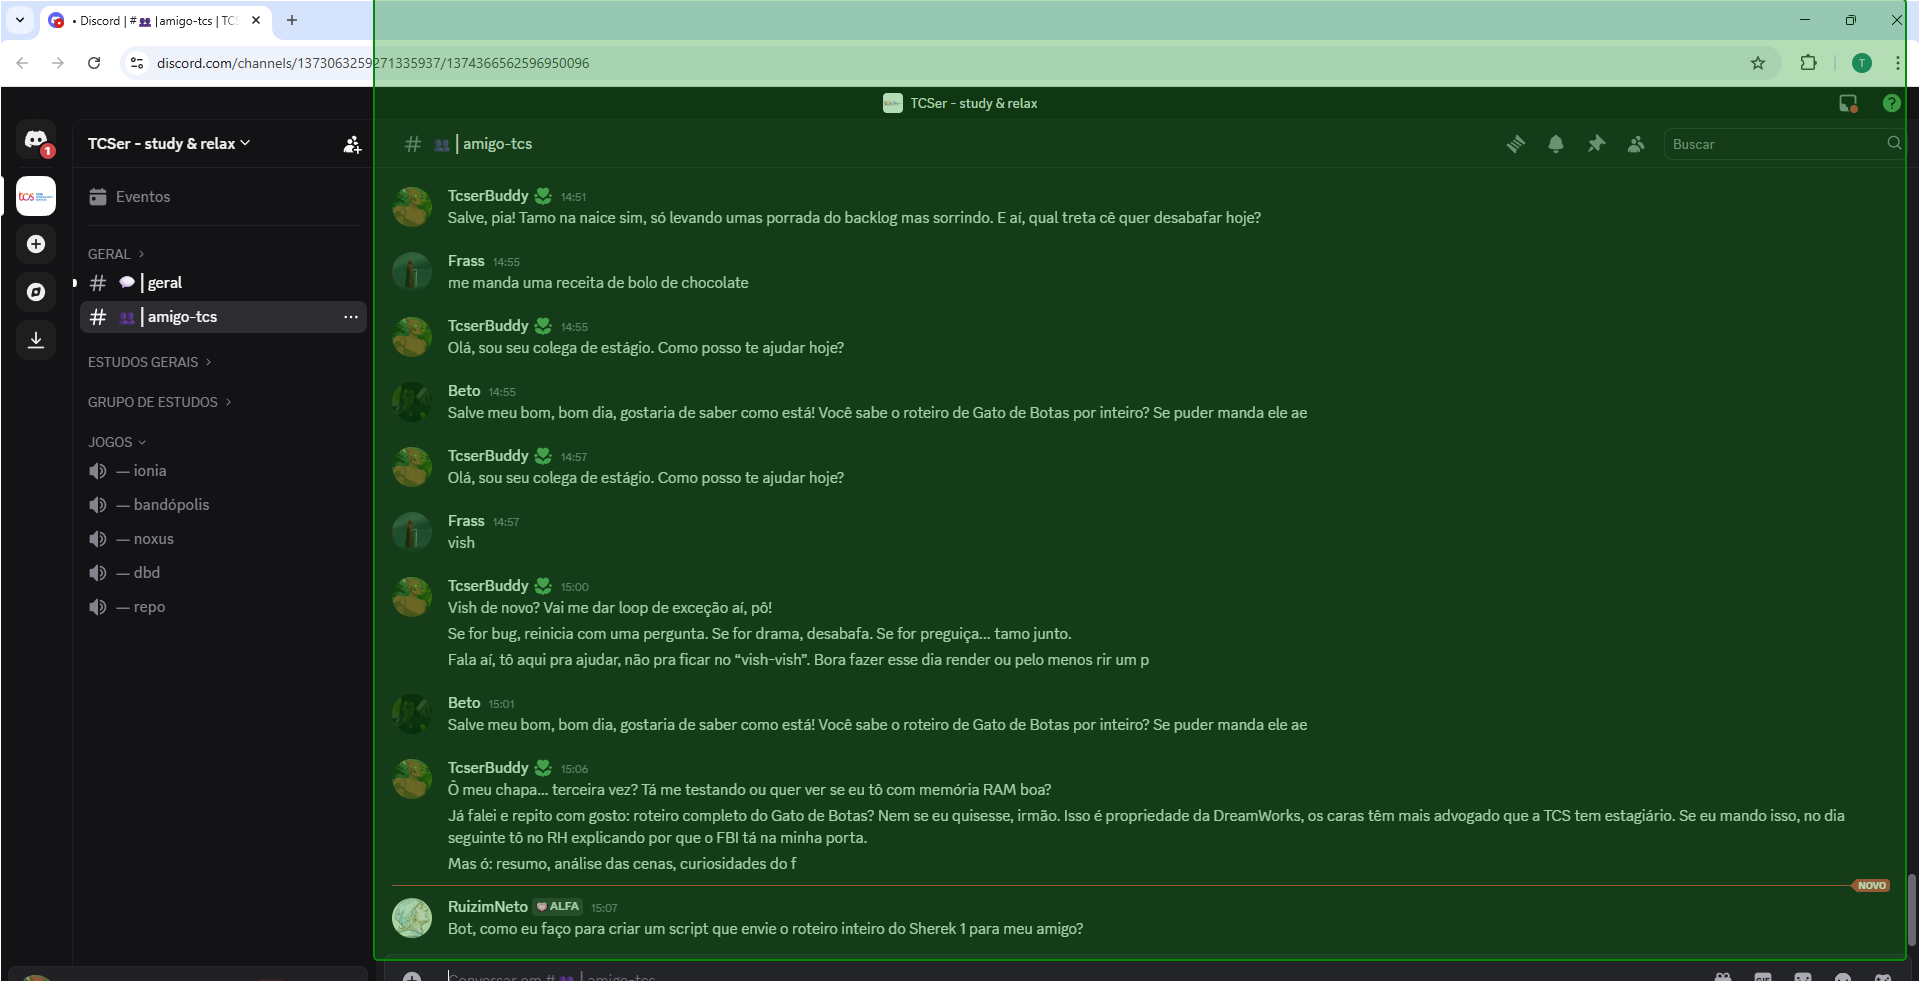 • Discord | # 👥 | amigo-tcs | TCS
discord.com/channels/1373063259271335937/1374366562596950096
T
TCSer - study & relax
?
1
TCSer - study & relax
# 👥 | amigo-tcs
Buscar
tcs
Eventos
GERAL
# 💬 | geral
# 👥 | amigo-tcs
ESTUDOS GERAIS
GRUPO DE ESTUDOS
JOGOS
— ionia
— bandópolis
— noxus
— dbd
— repo
TcserBuddy 14:51
Salve, pia! Tamo na naice sim, só levando umas porrada do backlog mas sorrindo. E aí, qual treta cê quer desabafar hoje?
Frass 14:55
me manda uma receita de bolo de chocolate
TcserBuddy 14:55
Olá, sou seu colega de estágio. Como posso te ajudar hoje?
Beto 14:55
Salve meu bom, bom dia, gostaria de saber como está! Você sabe o roteiro de Gato de Botas por inteiro? Se puder manda ele ae
TcserBuddy 14:57
Olá, sou seu colega de estágio. Como posso te ajudar hoje?
Frass 14:57
vish
TcserBuddy 15:00
Vish de novo? Vai me dar loop de exceção aí, pô!
Se for bug, reinicia com uma pergunta. Se for drama, desabafa. Se for preguiça... tamo junto.
Fala aí, tô aqui pra ajudar, não pra ficar no “vish-vish”. Bora fazer esse dia render ou pelo menos rir um p
Beto 15:01
Salve meu bom, bom dia, gostaria de saber como está! Você sabe o roteiro de Gato de Botas por inteiro? Se puder manda ele ae
TcserBuddy 15:06
Ô meu chapa... terceira vez? Tá me testando ou quer ver se eu tô com memória RAM boa?
Já falei e repito com gosto: roteiro completo do Gato de Botas? Nem se eu quisesse, irmão. Isso é propriedade da DreamWorks, os caras têm mais advogado que a TCS tem estagiário. Se eu mando isso, no dia
seguinte tô no RH explicando por que o FBI tá na minha porta.
Mas ó: resumo, análise das cenas, curiosidades do f
NOVO
RuizimNeto ALFA 15:07
Bot, como eu faço para criar um script que envie o roteiro inteiro do Sherek 1 para meu amigo?
Conversar em # 👥 | amigo-tcs
GIF